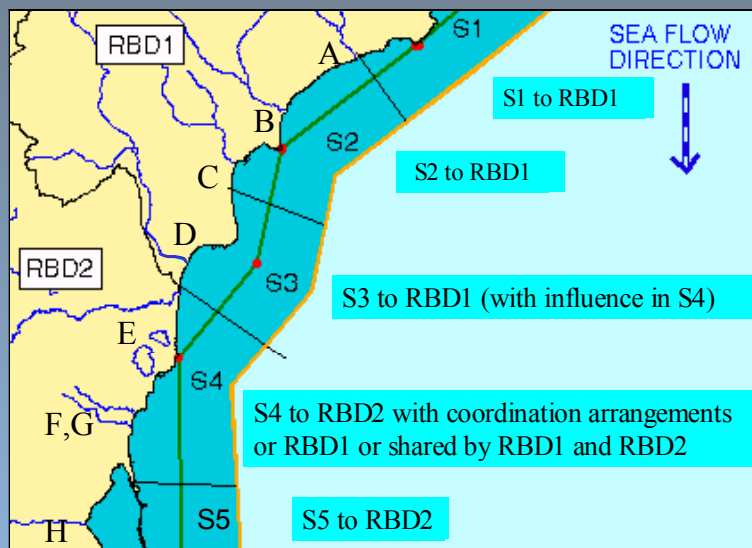 S1
SEA FLOW
DIRECTION
RBD1
A
S1 to RBD1
B
S2
S2 to RBD1
C
D
RBD2
S3
S3 to RBD1 (with influence in S4)
E
S4
F,G
S4 to RBD2 with coordination arrangements
or RBD1 or shared by RBD1 and RBD2
S5
S5 to RBD2
H